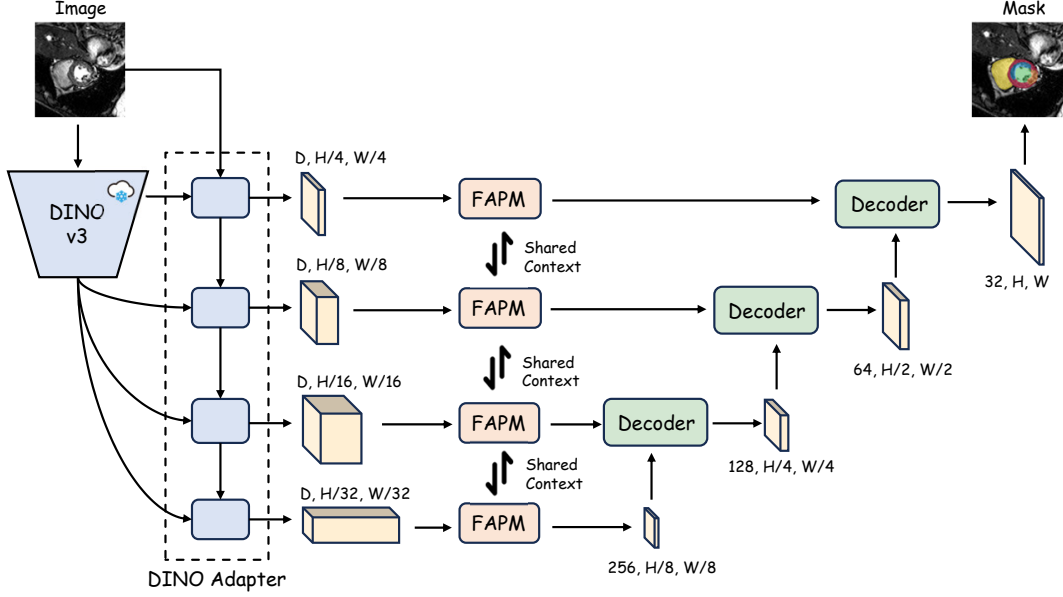 Image
Mask
DINO
v3
D, H/4, W/4
FAPM
Decoder
Shared
Context
32, H, W
D, H/8, W/8
FAPM
Decoder
Shared
Context
64, H/2, W/2
D, H/16, W/16
FAPM
Decoder
Shared
Context
128, H/4, W/4
D, H/32, W/32
FAPM
256, H/8, W/8
DINO Adapter